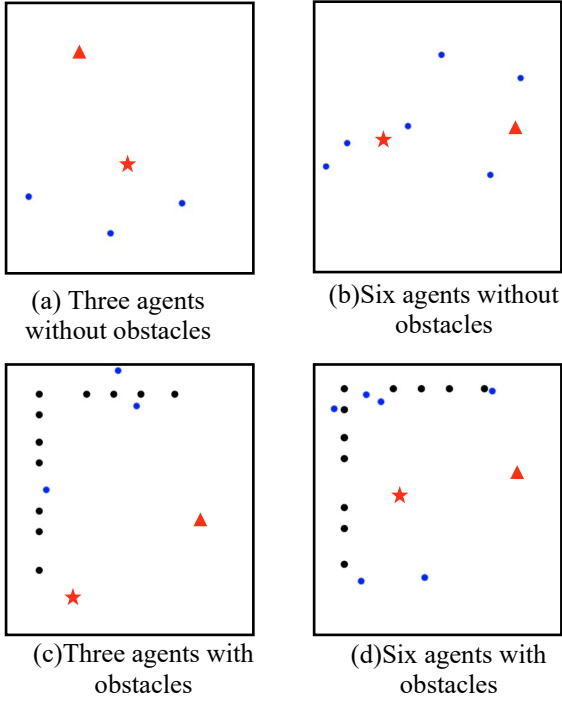 (a) Three agents
without obstacles
(b)Six agents without
obstacles
(c)Three agents with
obstacles
(d)Six agents with
obstacles